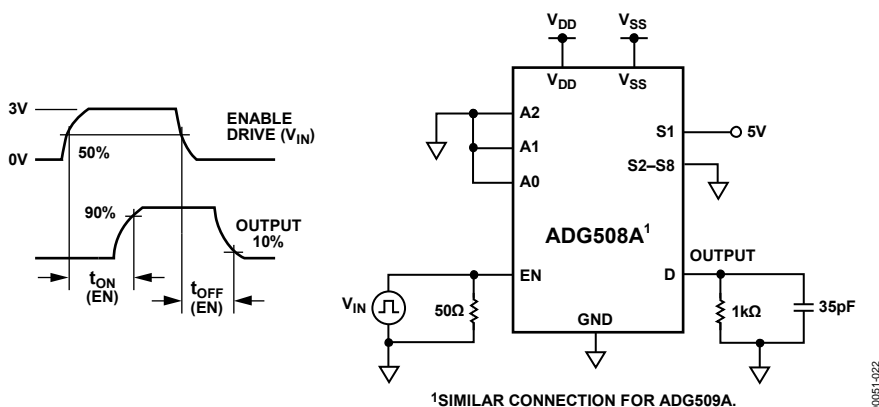 3V
0V
50%
ENABLE
DRIVE (VIN)
90%
OUTPUT
10%
tON
(EN)
tOFF
(EN)
VDD
VSS
VDD
VSS
A2
A1
A0
S1
5V
S2–S8
ADG508A1
OUTPUT
EN
D
VIN
50Ω
1kΩ
35pF
GND
1SIMILAR CONNECTION FOR ADG509A.
0051-022